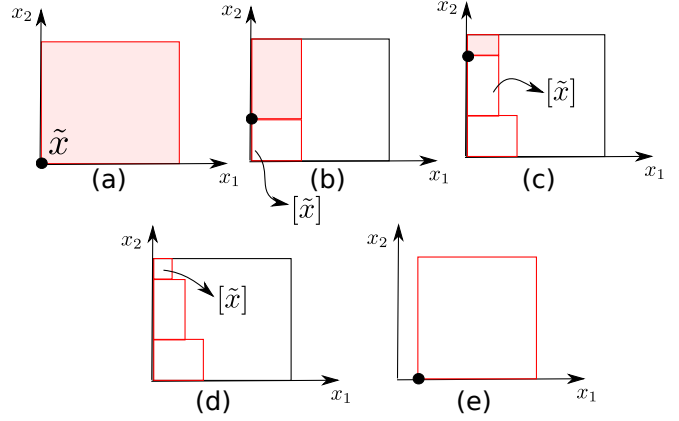 x₂
x̃
x₁
(a)
x₂
x₁
(b)
[x̃]
x₂
[x̃]
x₁
(c)
x₂
[x̃]
x₁
(d)
x₂
x₁
(e)